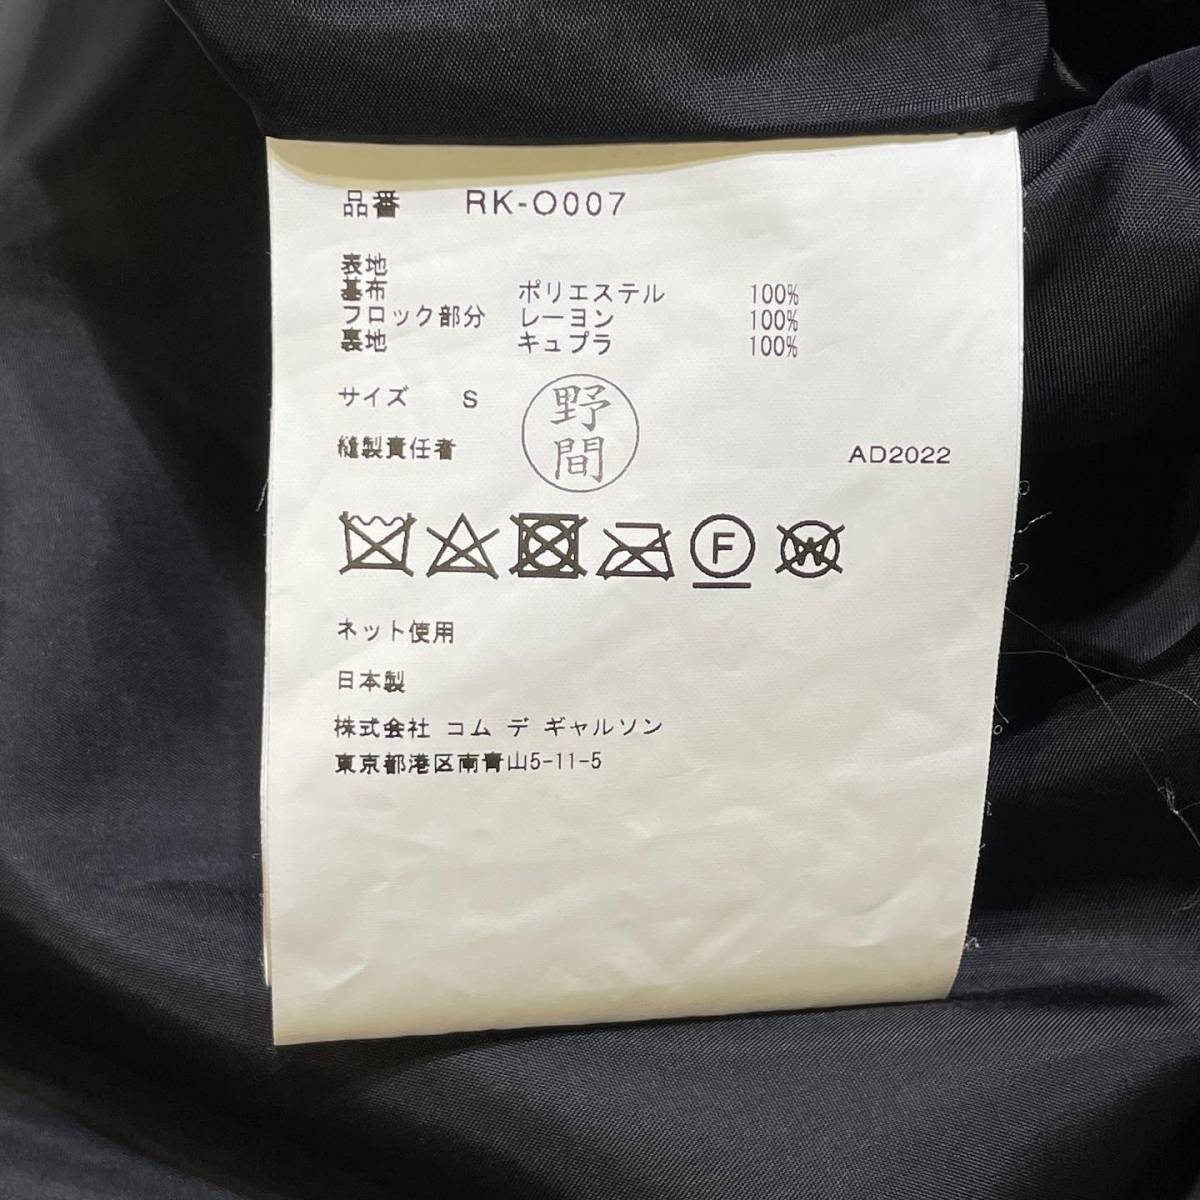 品番 RK-O007
表地
基布 ポリエステル 100%
フロック部分 レーヨン 100%
裏地 キュプラ 100%
サイズ S
野間
縫製責任者
AD2022
F W
ネット使用
日本製
株式会社 コム デ ギャルソン
東京都港区南青山5-11-5